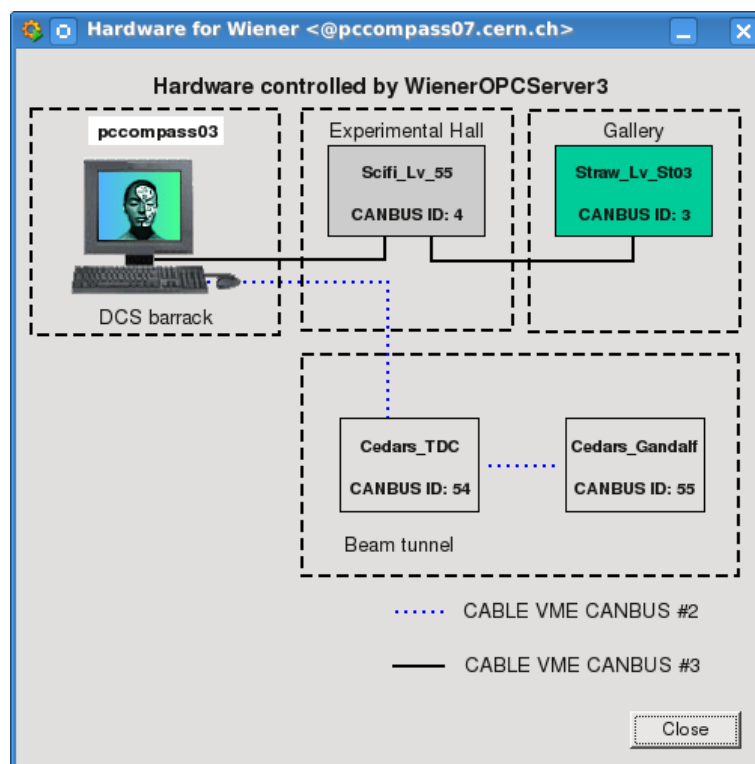 Hardware for Wiener <@pccompass07.cern.ch>
Hardware controlled by WienerOPCServer3
pccompass03
DCS barrack
Experimental Hall
Scifi_Lv_55
CANBUS ID: 4
Gallery
Straw_Lv_St03
CANBUS ID: 3
Cedars_TDC
CANBUS ID: 54
Cedars_Gandalf
CANBUS ID: 55
Beam tunnel
CABLE VME CANBUS #2
CABLE VME CANBUS #3
Close